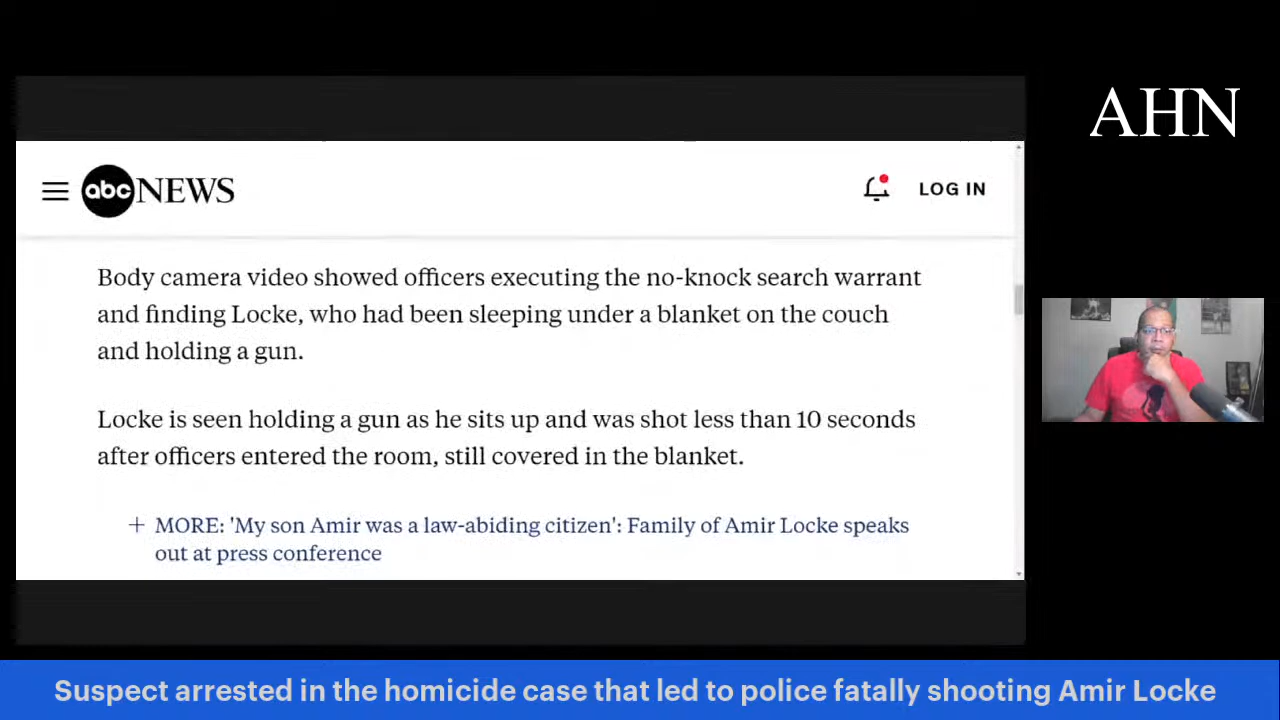 AHN
abc NEWS
LOG IN
Body camera video showed officers executing the no-knock search warrant
and finding Locke, who had been sleeping under a blanket on the couch
and holding a gun.
Locke is seen holding a gun as he sits up and was shot less than 10 seconds
after officers entered the room, still covered in the blanket.
+ MORE: 'My son Amir was a law-abiding citizen': Family of Amir Locke speaks
out at press conference
Suspect arrested in the homicide case that led to police fatally shooting Amir Locke